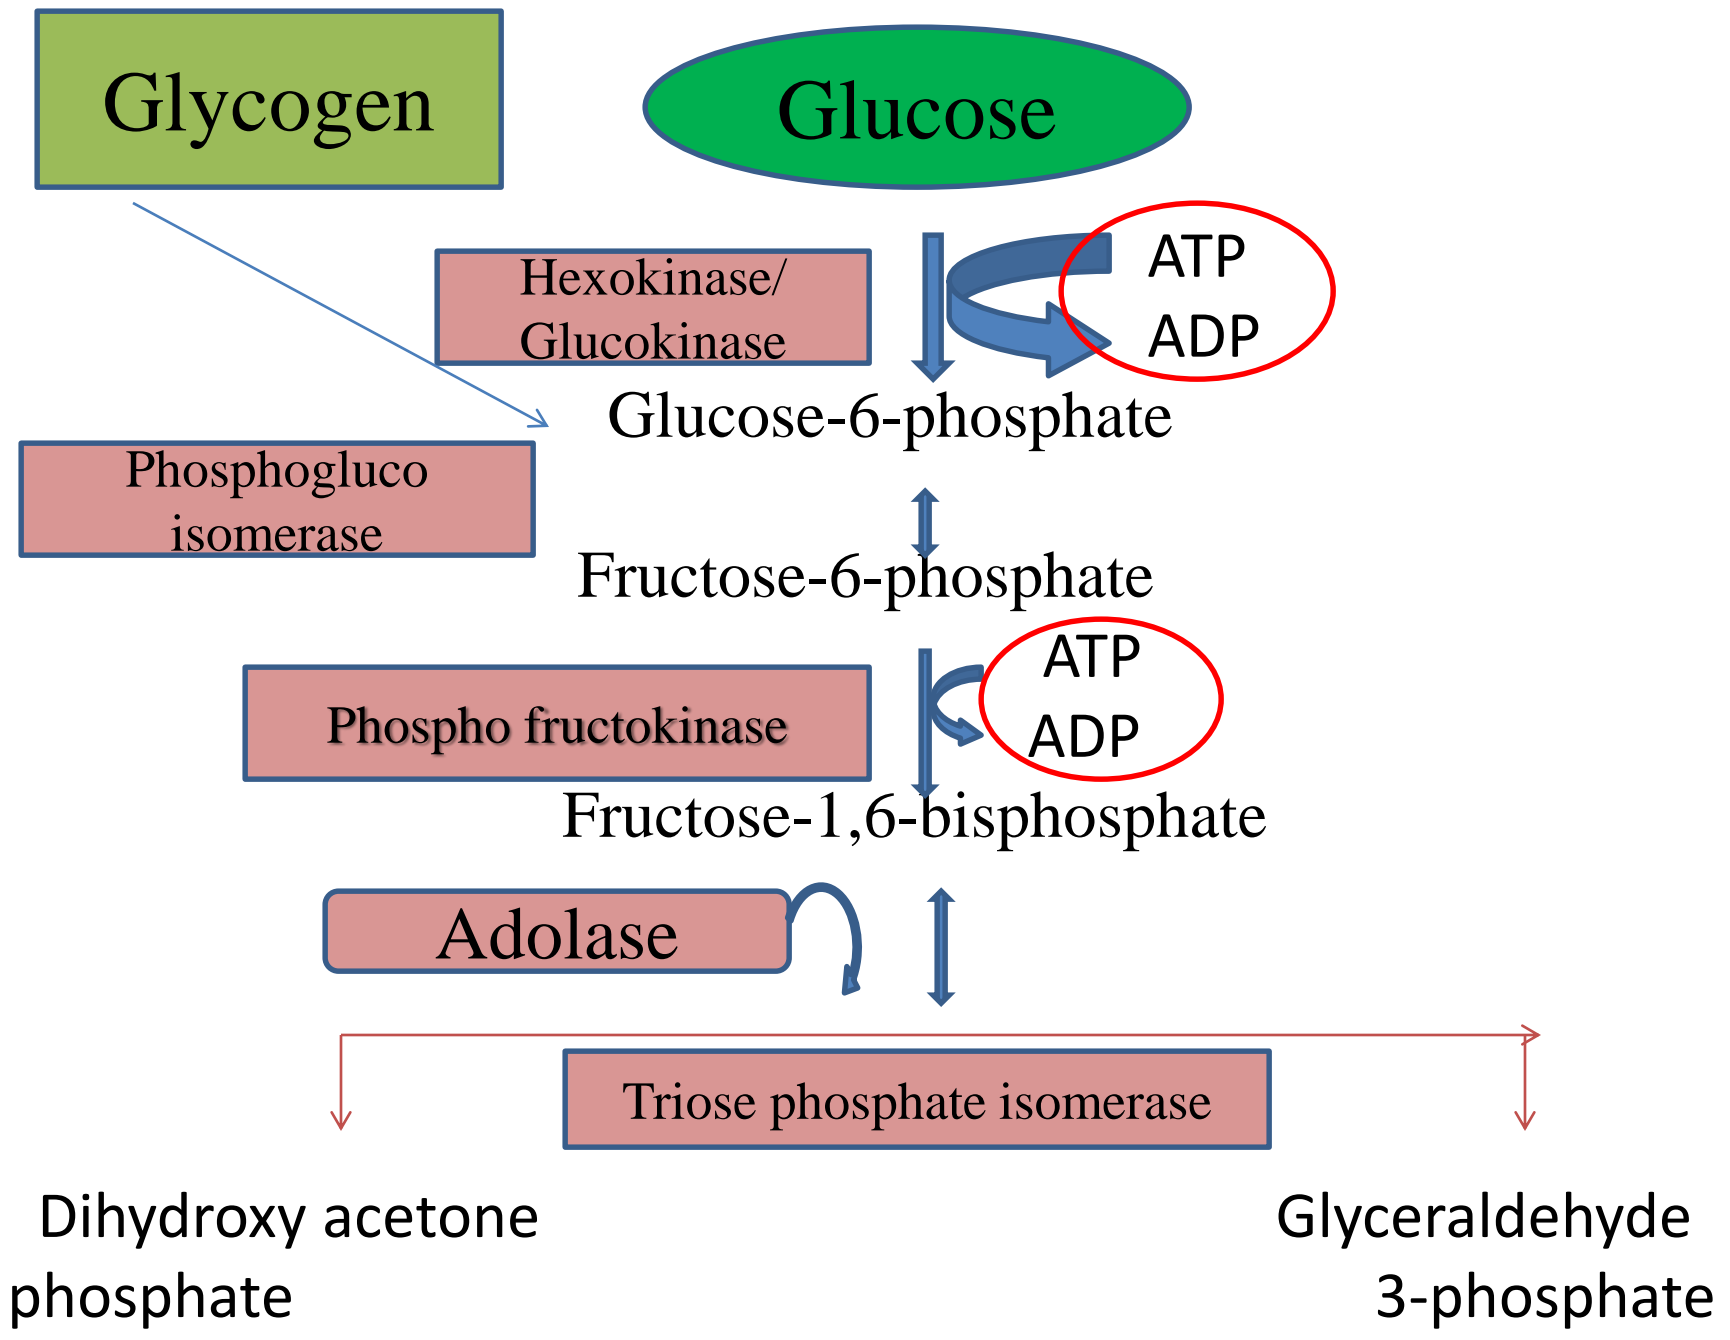 Glycogen
Glucose
Hexokinase/
Glucokinase
ATP
ADP
Glucose-6-phosphate
Phosphogluco
isomerase
Fructose-6-phosphate
Phospho fructokinase
ATP
ADP
Fructose-1,6-bisphosphate
Adolase
Triose phosphate isomerase
Dihydroxy acetone
phosphate
Glyceraldehyde
3-phosphate